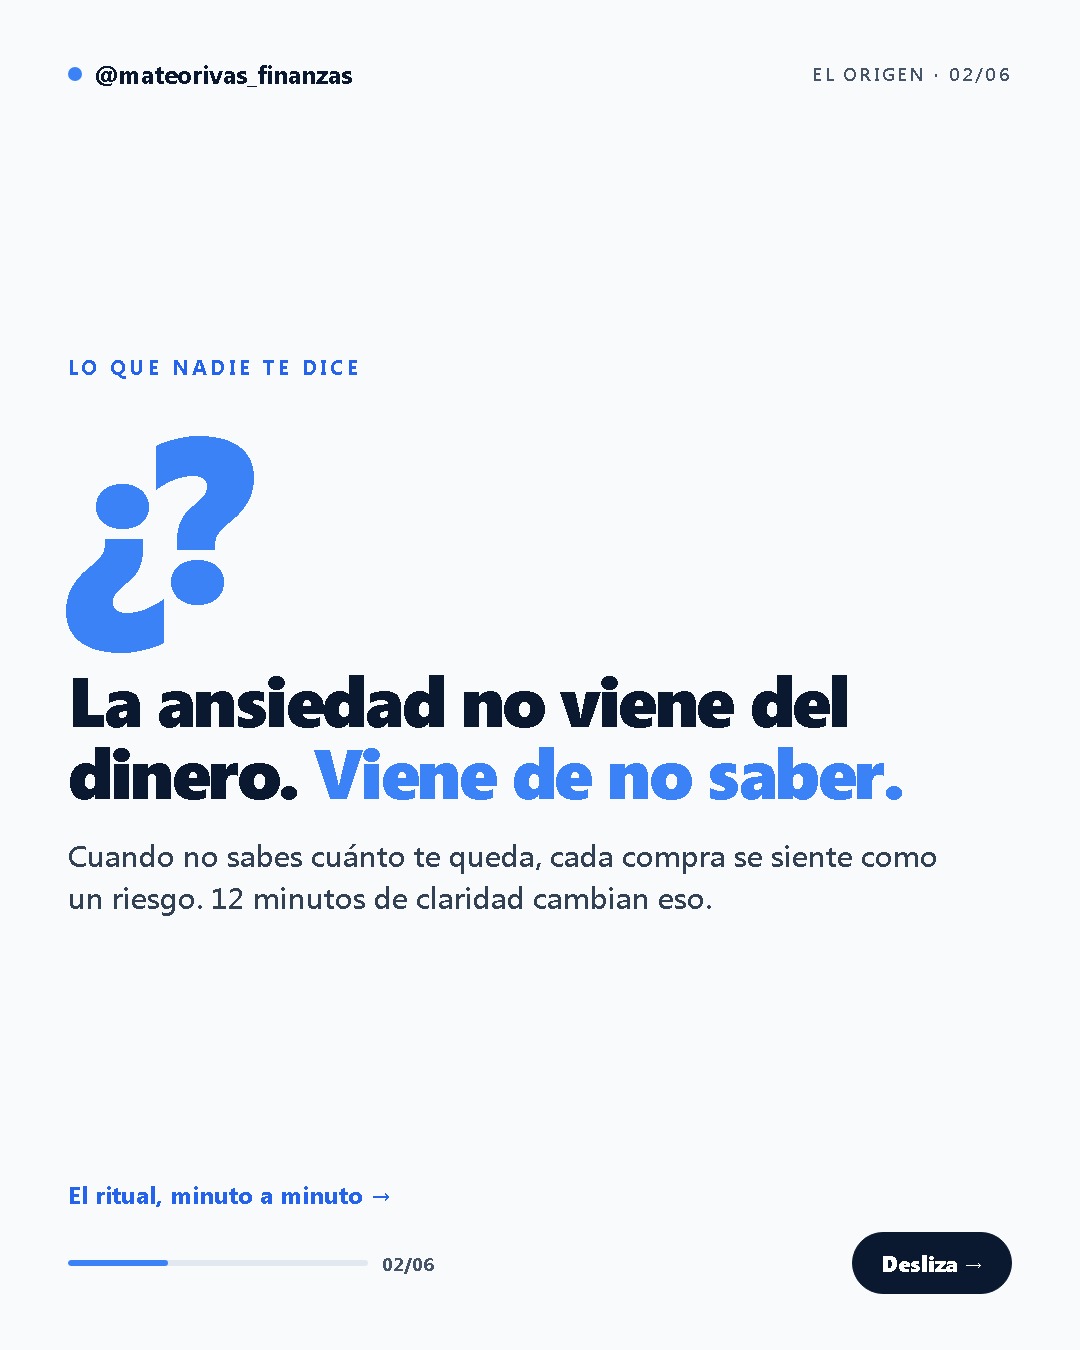 @mateorivas_finanzas
EL ORIGEN · 02/06
LO QUE NADIE TE DICE
¿?
La ansiedad no viene del
dinero. Viene de no saber.
Cuando no sabes cuánto te queda, cada compra se siente como
un riesgo. 12 minutos de claridad cambian eso.
El ritual, minuto a minuto →
02/06
Desliza →